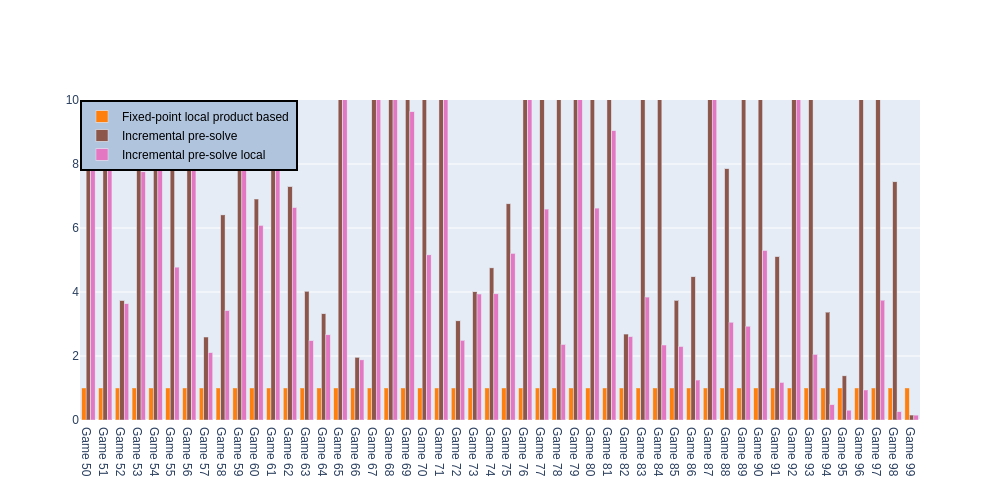 10
8
6
4
2
0
Fixed-point local product based
Incremental pre-solve
Incremental pre-solve local
Game 50
Game 51
Game 52
Game 53
Game 54
Game 55
Game 56
Game 57
Game 58
Game 59
Game 60
Game 61
Game 62
Game 63
Game 64
Game 65
Game 66
Game 67
Game 68
Game 69
Game 70
Game 71
Game 72
Game 73
Game 74
Game 75
Game 76
Game 77
Game 78
Game 79
Game 80
Game 81
Game 82
Game 83
Game 84
Game 85
Game 86
Game 87
Game 88
Game 89
Game 90
Game 91
Game 92
Game 93
Game 94
Game 95
Game 96
Game 97
Game 98
Game 99